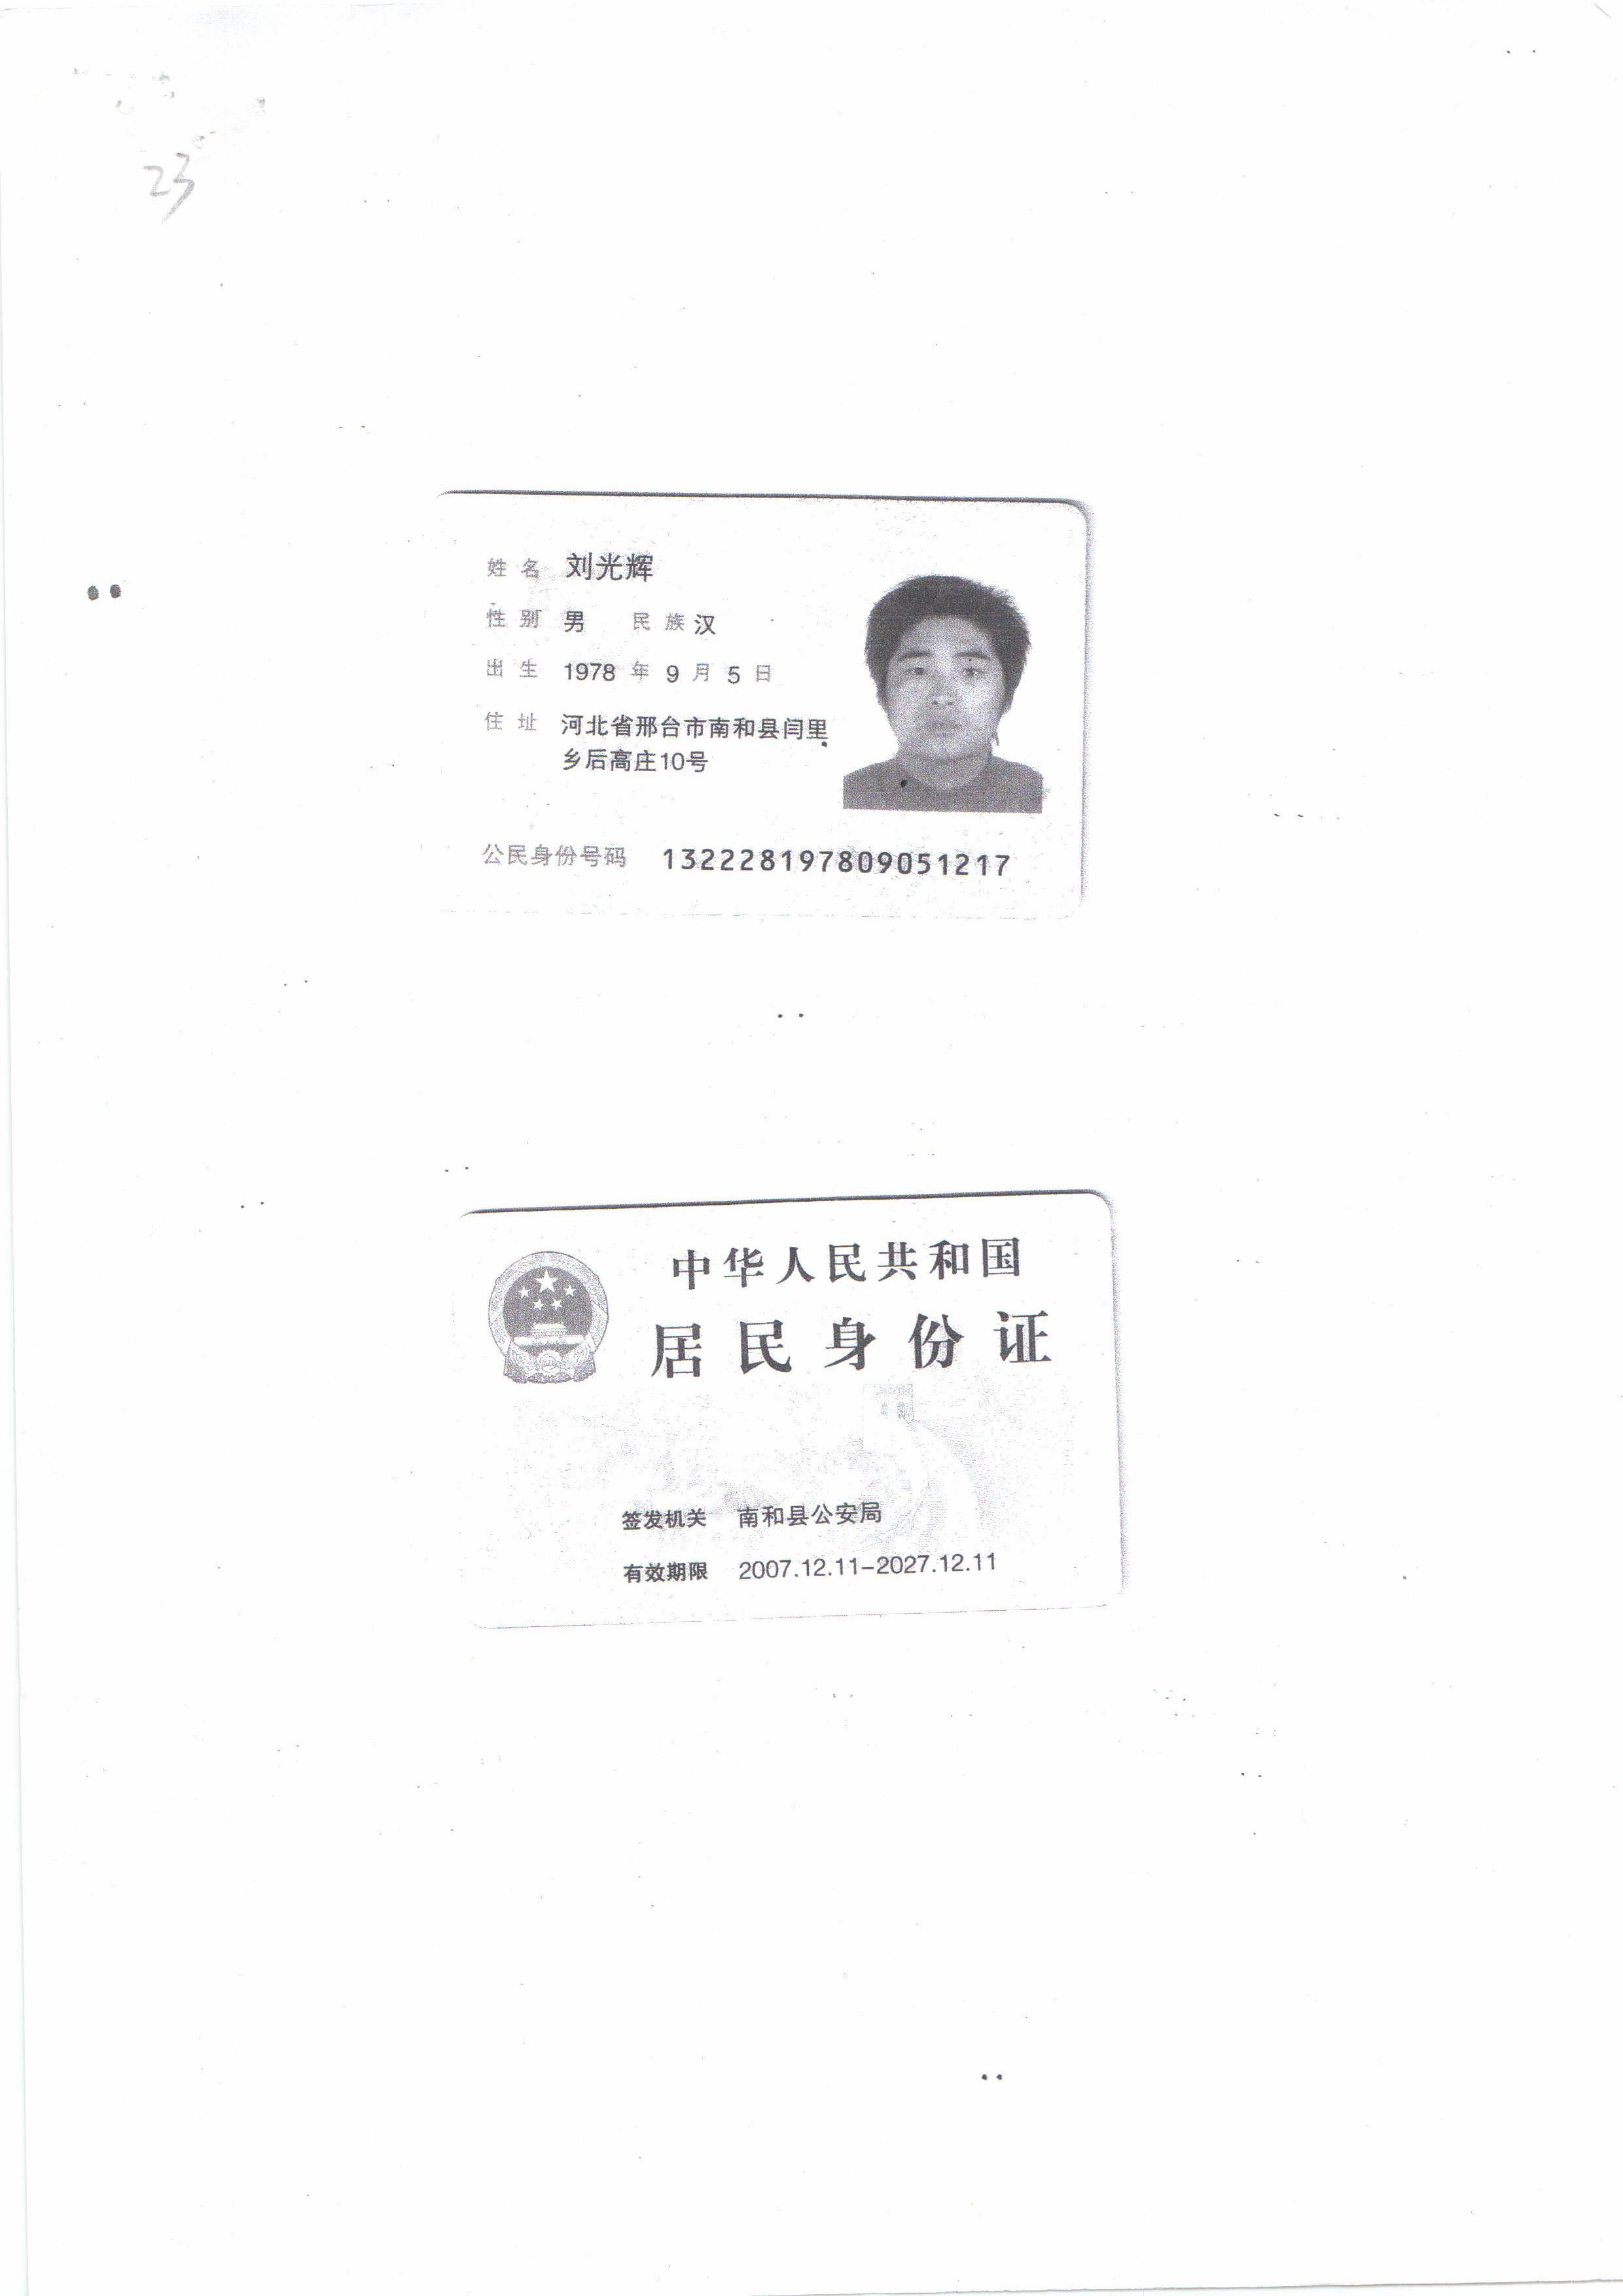 23
姓名 刘光辉
性别 男 民族 汉
出生 1978 年 9 月 5 日
住址 河北省邢台市南和县闫里
乡后高庄10号
公民身份号码 132228197809051217
中华人民共和国
居民身份证
签发机关 南和县公安局
有效期限 2007.12.11-2027.12.11